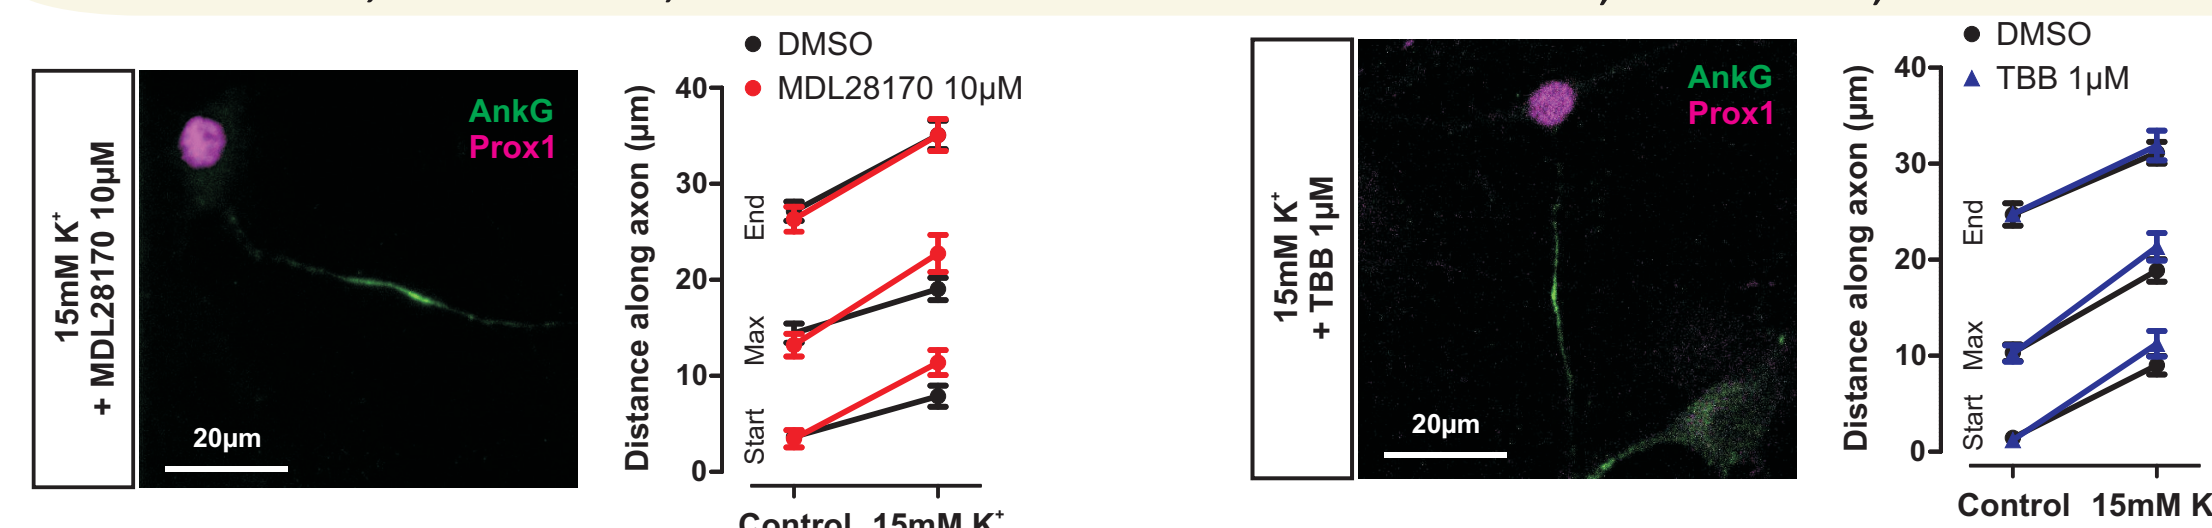 15mM K⁺
+ MDL28170 10µM
AnkG
Prox1
20µm
DMSO
MDL28170 10µM
Distance along axon (µm)
40
30
20
10
0
End
Max
Start
Control 15mM K⁺
15mM K⁺
+ TBB 1µM
AnkG
Prox1
20µm
DMSO
TBB 1µM
Distance along axon (µm)
40
30
20
10
0
End
Max
Start
Control 15mM K